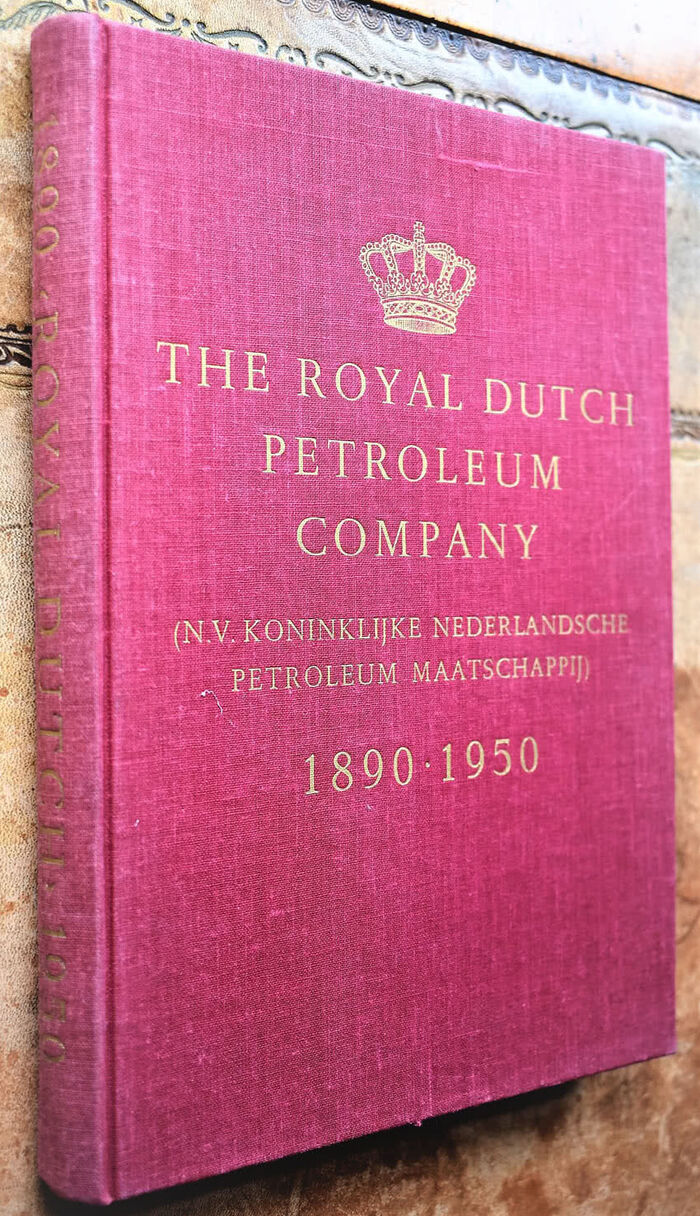 THE ROYAL DUTCH
PETROLEUM
COMPANY
(N.V. KONINKLIJKE NEDERLANDSCHE
PETROLEUM MAATSCHAPPIJ)
1890·1950
1890·ROYAL DUTCH·1950